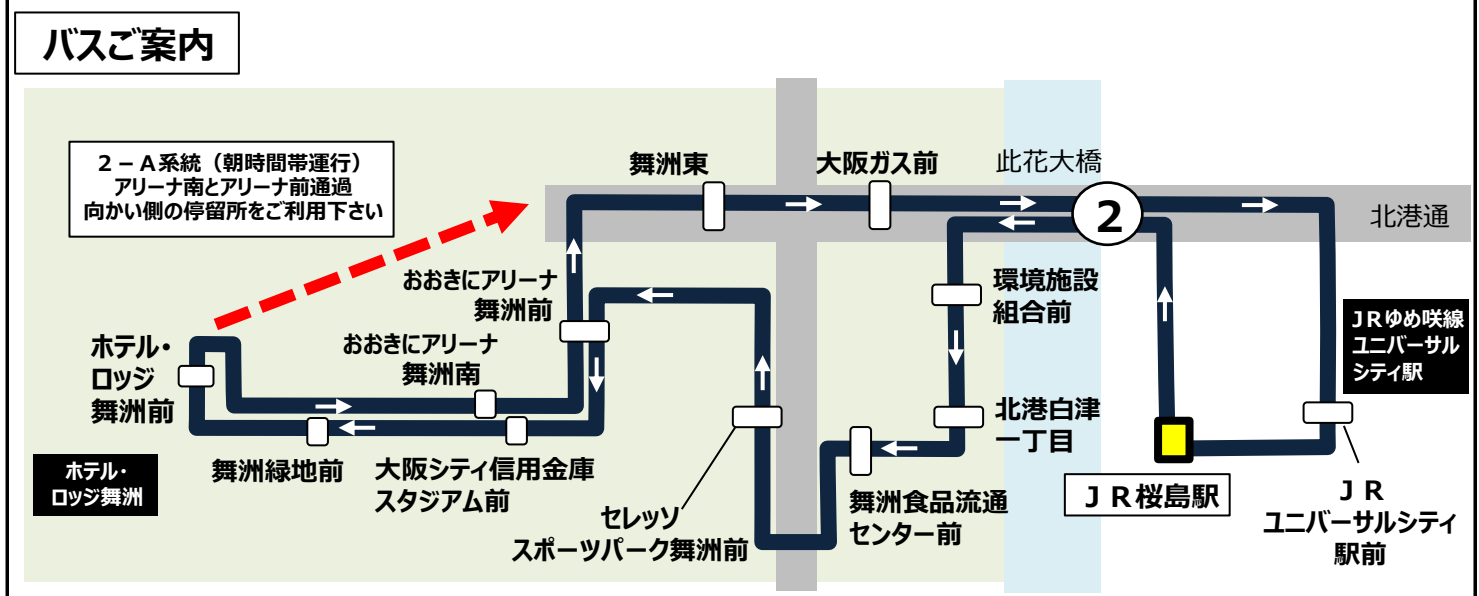 バスご案内
2－A系統（朝時間帯運行）
アリーナ南とアリーナ前通過
向かい側の停留所をご利用下さい
舞洲東
大阪ガス前
此花大橋
2
北港通
おおきにアリーナ
舞洲前
環境施設
組合前
JRゆめ咲線
ユニバーサル
シティ駅
ホテル・
ロッジ
舞洲前
おおきにアリーナ
舞洲南
北港白津
一丁目
ホテル・
ロッジ舞洲
舞洲緑地前
大阪シティ信用金庫
スタジアム前
セレッソ
スポーツパーク舞洲前
舞洲食品流通
センター前
ＪＲ桜島駅
ＪＲ
ユニバーサルシティ
駅前